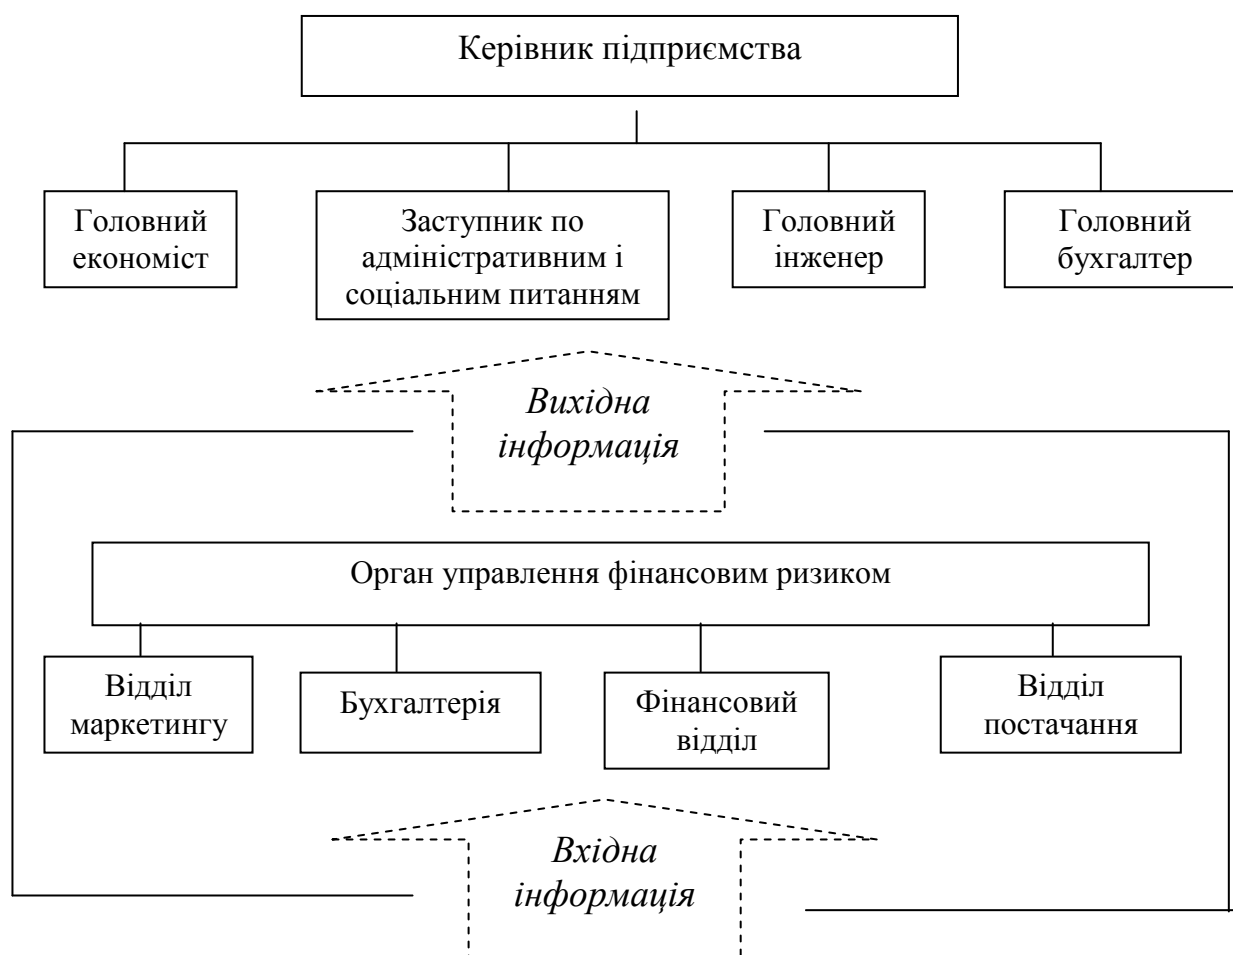 Керівник підприємства
Головний
економіст
Заступник по
адміністративним і
соціальним питанням
Головний
інженер
Головний
бухгалтер
Вихідна
інформація
Орган управлення фінансовим ризиком
Відділ
маркетингу
Бухгалтерія
Фінансовий
відділ
Відділ
постачання
Вхідна
інформація